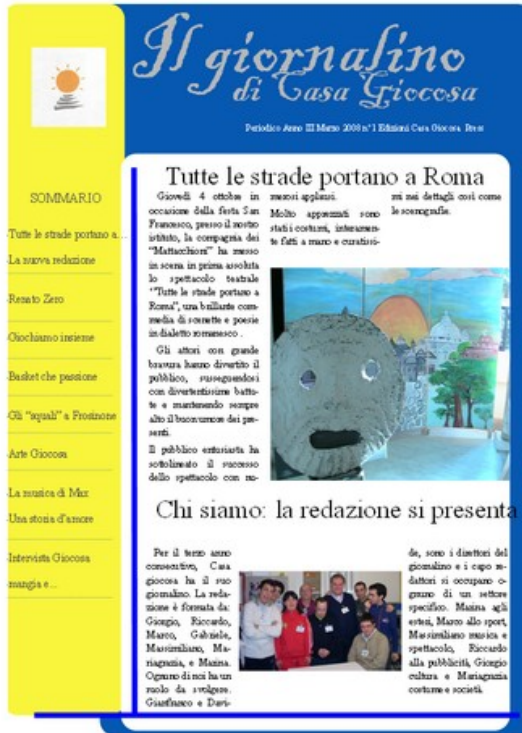 Il giornalino
di Casa Giocosa
Periodico Anno III Marzo 2008 n°1 Edizioni Casa Giocosa Press
SOMMARIO
Tutte le strade portano a...
La nuova redazione
Renato Zero
Giochiamo insieme
Basket che passione
Gli "squali" a Frosinone
Arte Giocosa
La musica di Max
Una storia d'amore
Intervista Giocosa
mangia e...
Tutte le strade portano a Roma
Giovedì 4 ottobre in
occasione della festa San
Francesco, presso il nostro
istituto, la compagnia dei
"Mattacchioni" ha messo
in scena in prima assoluta
lo spettacolo teatrale
"Tutte le strade portano a
Roma", una brillante com-
media di scenette e poesie
in dialetto romanesco .
Gli attori con grande
bravura hanno divertito il
pubblico, susseguendosi
con divertentissime battu-
te e mantenendo sempre
alto il buon umore dei pre-
senti.
Il pubblico entusiasta ha
sottolineato il successo
dello spettacolo con nu-
merosi applausi.
Molto apprezzati sono
stati i costumi, interamen-
te fatti a mano e curatissi-
mi nei dettagli così come
le scenografie.
Chi siamo: la redazione si presenta
Per il terzo anno
consecutivo, Casa
giocosa ha il suo
giornalino. La reda-
zione è formata da:
Giorgio, Riccardo,
Marco, Gabriele,
Massimiliano, Ma-
riagrazia, e Marina.
Ognuno di noi ha un
ruolo da svolgere.
Gianfranco e Davi-
de, sono i direttori del
giornalino e i capo re-
dattori si occupano o-
gnuno di un settore
specifico. Marina agli
esteri, Marco allo sport,
Massimiliano musica e
spettacolo, Riccardo
alla pubblicità, Giorgio
cultura e Mariagrazia
costume e società.